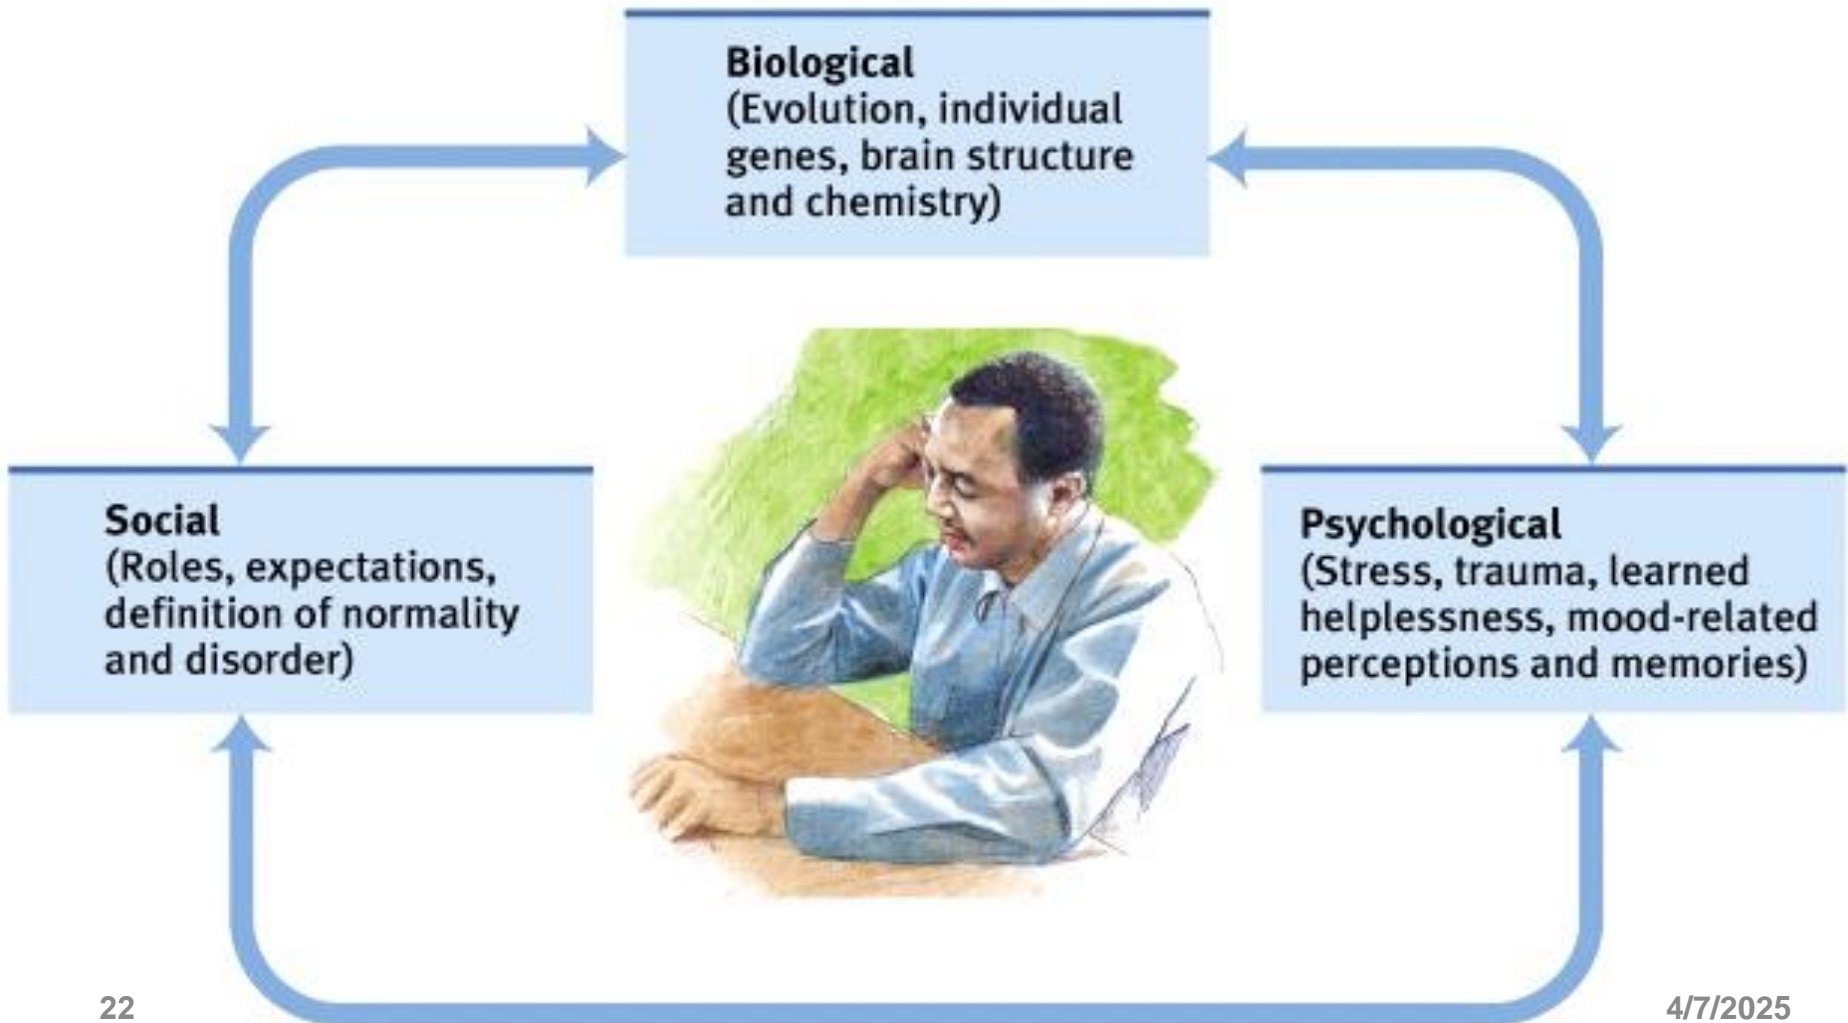 Biological
(Evolution, individual
genes, brain structure
and chemistry)
Social
(Roles, expectations,
definition of normality
and disorder)
Psychological
(Stress, trauma, learned
helplessness, mood-related
perceptions and memories)
22
4/7/2025